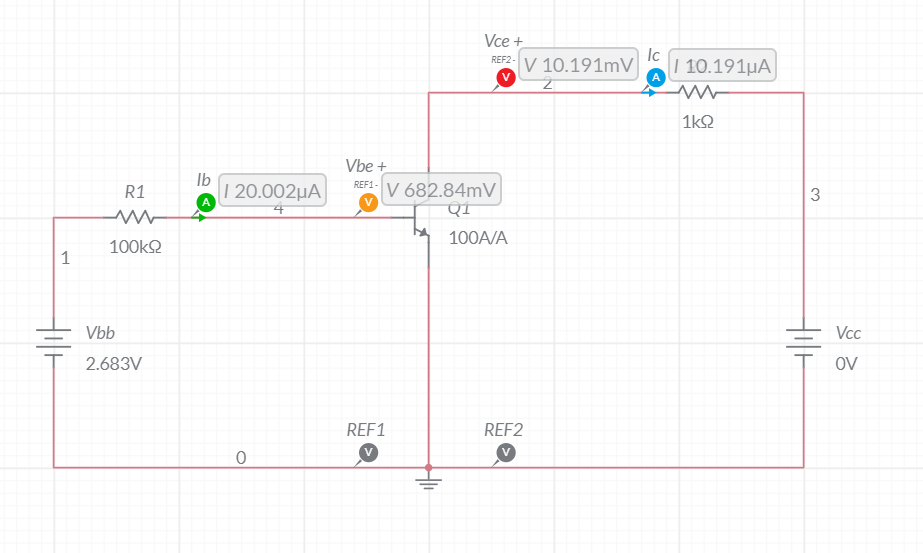 Vce +
REF2 -
V 10.191mV
2
Ic
I 10.191µA
A
V
1kΩ
Vbe +
REF1 -
V 682.84mV
V
Ib
I 20.002µA
A
4
R1
100kΩ
Q1
100A/A
3
1
Vbb
2.683V
Vcc
0V
REF1
V
REF2
V
0